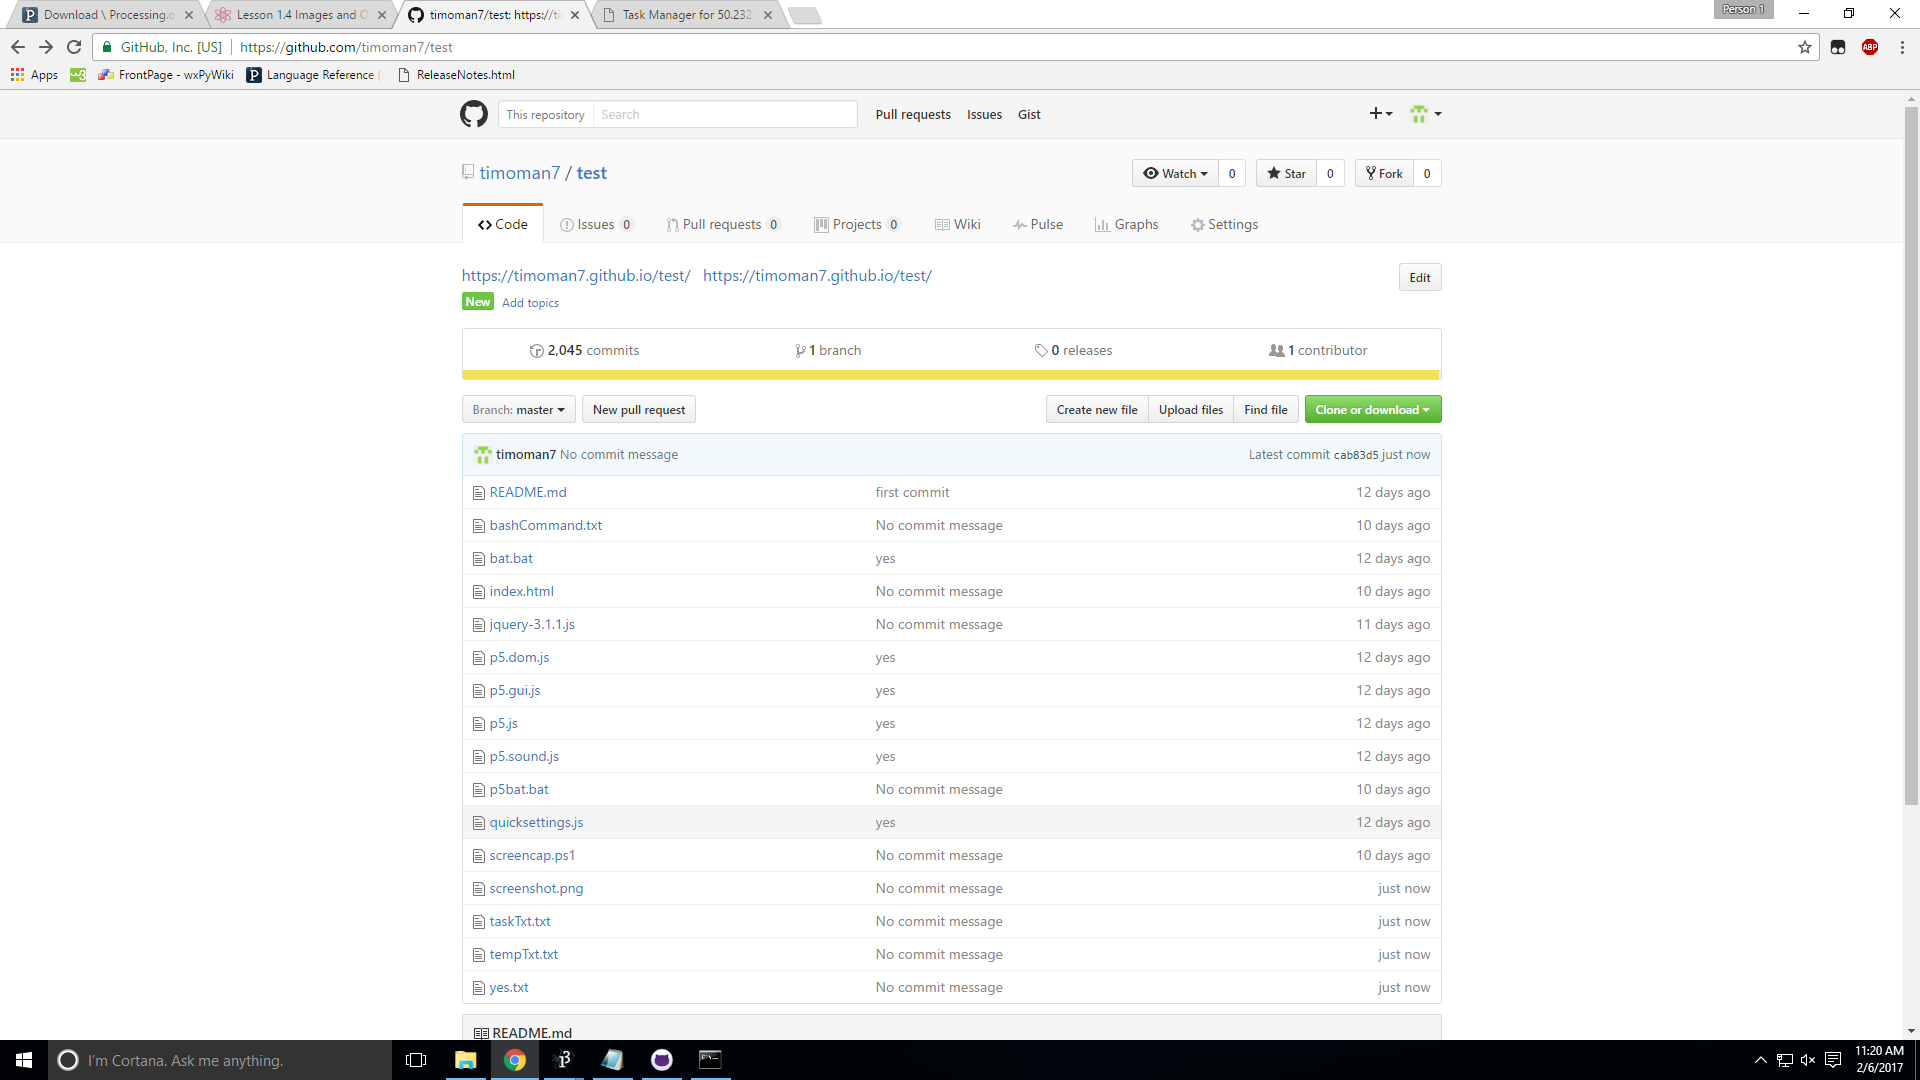 Download \ Processing.o
Lesson 1.4 Images and O
timoman7/test: https://ti
Task Manager for 50.232.
Person 1
GitHub, Inc. [US] https://github.com/timoman7/test
ABP
Apps FrontPage - wxPyWiki Language Reference ( ReleaseNotes.html
This repository Search Pull requests Issues Gist
timoman7 / test
Watch 0 Star 0 Fork 0
Code Issues 0 Pull requests 0 Projects 0 Wiki Pulse Graphs Settings
https://timoman7.github.io/test/ https://timoman7.github.io/test/
Edit
New Add topics
2,045 commits 1 branch 0 releases 1 contributor
Branch: master New pull request Create new file Upload files Find file Clone or download
timoman7 No commit message Latest commit cab83d5 just now
README.md first commit 12 days ago
bashCommand.txt No commit message 10 days ago
bat.bat yes 12 days ago
index.html No commit message 10 days ago
jquery-3.1.1.js No commit message 11 days ago
p5.dom.js yes 12 days ago
p5.gui.js yes 12 days ago
p5.js yes 12 days ago
p5.sound.js yes 12 days ago
p5bat.bat No commit message 10 days ago
quicksettings.js yes 12 days ago
screencap.ps1 No commit message 10 days ago
screenshot.png No commit message just now
taskTxt.txt No commit message just now
tempTxt.txt No commit message just now
yes.txt No commit message just now
README.md
I'm Cortana. Ask me anything.
11:20 AM
2/6/2017